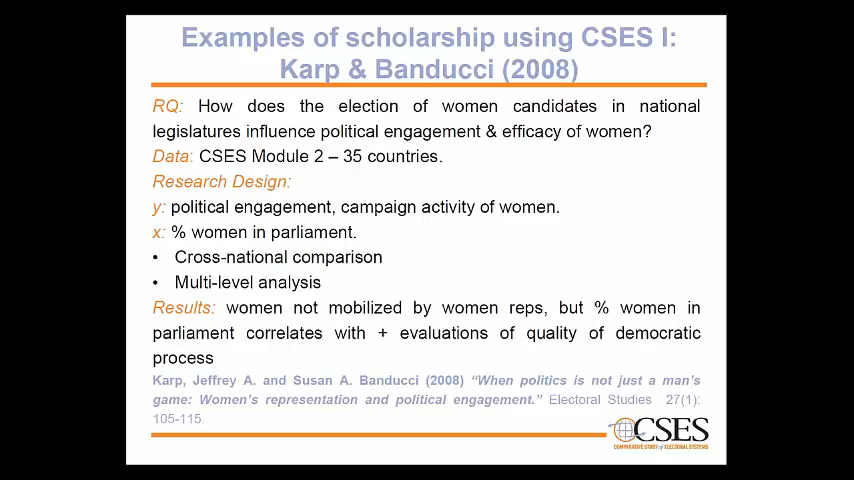 Examples of scholarship using CSES I:
Karp & Banducci (2008)
RQ: How does the election of women candidates in national
legislatures influence political engagement & efficacy of women?
Data: CSES Module 2 – 35 countries.
Research Design:
y: political engagement, campaign activity of women.
x: % women in parliament.
• Cross-national comparison
• Multi-level analysis
Results: women not mobilized by women reps, but % women in
parliament correlates with + evaluations of quality of democratic
process
Karp, Jeffrey A. and Susan A. Banducci (2008) “When politics is not just a man’s
game: Women’s representation and political engagement.” Electoral Studies 27(1):
105-115.
CSES
COMPARATIVE STUDY of ELECTORAL SYSTEMS